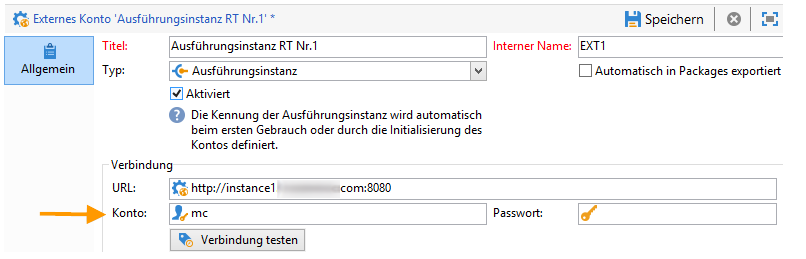 Externes Konto 'Ausführungsinstanz RT Nr.1' * Speichern
Allgemein
Titel: Ausführungsinstanz RT Nr.1 Interner Name: EXT1
Typ: Ausführungsinstanz Automatisch in Packages exportiert
Aktiviert
Die Kennung der Ausführungsinstanz wird automatisch
beim ersten Gebrauch oder durch die Initialisierung des
Kontos definiert.
Verbindung
URL: http://instance1 com:8080
Konto: mc Passwort:
Verbindung testen